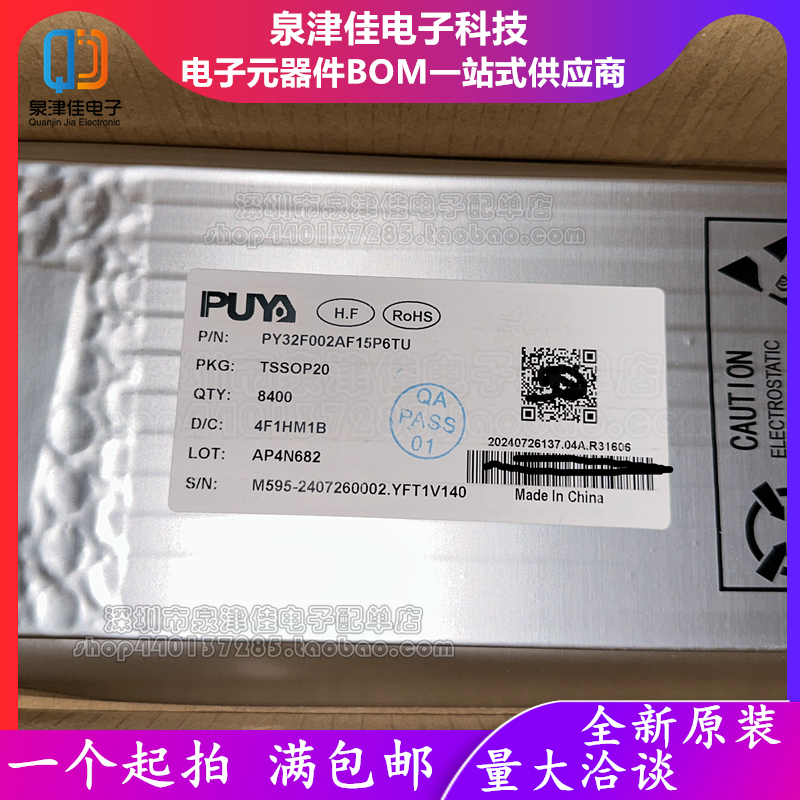 泉津佳电子科技
电子元器件BOM一站式供应商
泉津佳电子
Quanjin Jia Electronic
深圳市泉津佳电子配单店
shop440137285.taobao.com
PUYA
H.F
RoHS
P/N: PY32F002AF15P6TU
PKG: TSSOP20
QTY: 8400
D/C: 4F1HM1B
LOT: AP4N682
S/N: M595-2407260002.YFT1V140
QA
PASS
01
20240726137.04A.R31606
Made In China
CAUTION
ELECTROSTATIC
深圳市泉津佳电子配单店
shop440137285.taobao.com
一个起拍 满包邮
全新原装
量大洽谈